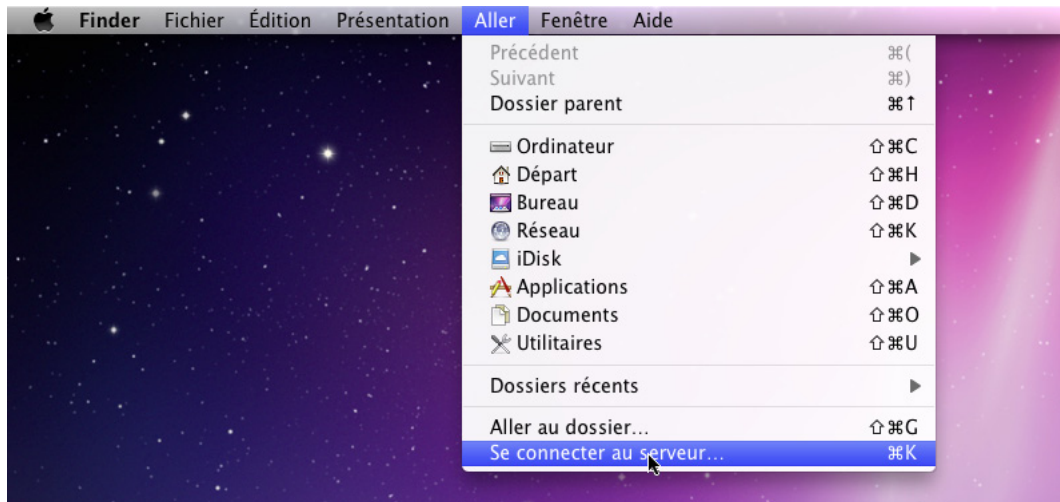 Finder Fichier Édition Présentation Aller Fenêtre Aide
Précédent ⌘(
Suivant ⌘)
Dossier parent ⌘↑
Ordinateur ⇧⌘C
Départ ⇧⌘H
Bureau ⇧⌘D
Réseau ⇧⌘K
iDisk
Applications ⇧⌘A
Documents ⇧⌘O
Utilitaires ⇧⌘U
Dossiers récents
Aller au dossier... ⇧⌘G
Se connecter au serveur... ⌘K